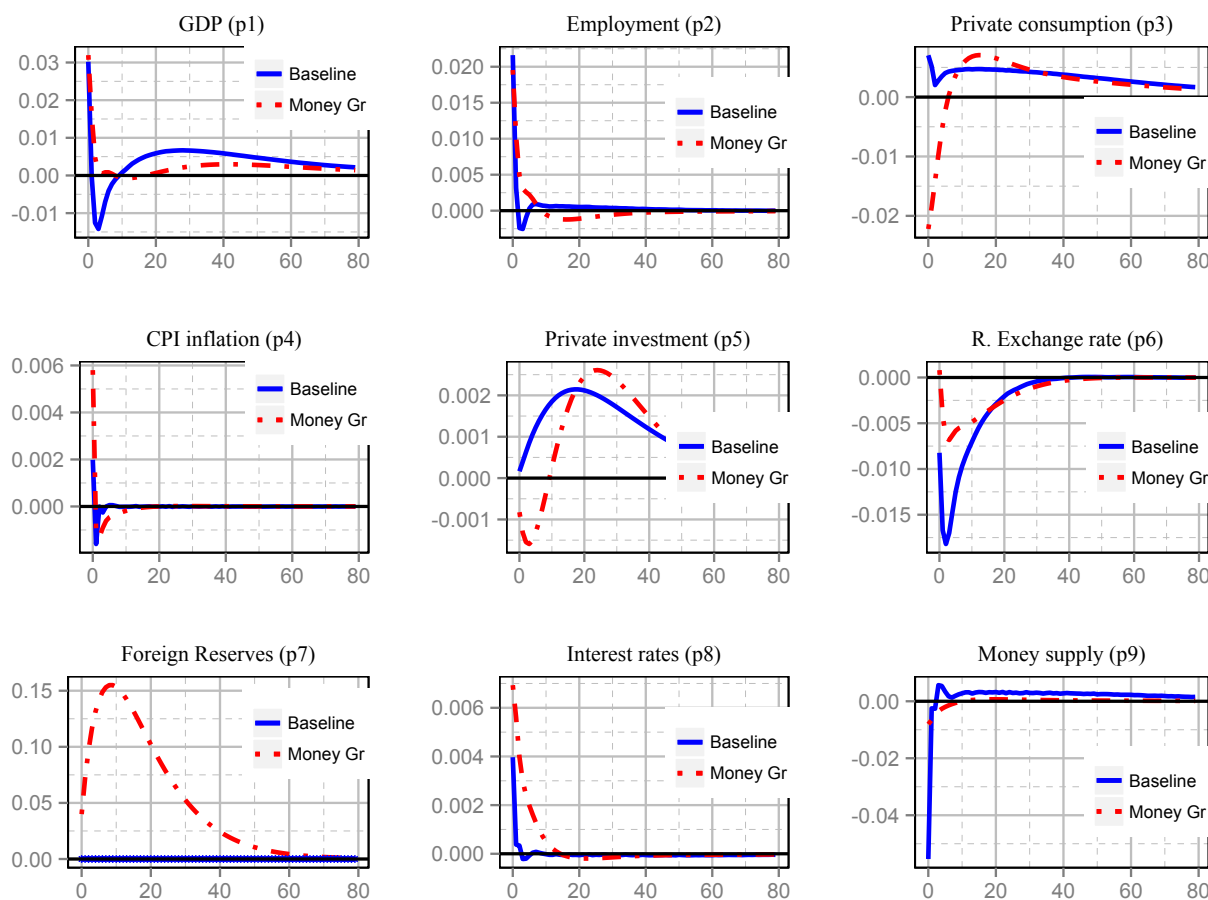 GDP (p1)
Employment (p2)
Private consumption (p3)
0.03
0.02
0.01
0.00
-0.01
Baseline
Money Gr
0 20 40 60 80
0.020
0.015
0.010
0.005
0.000
Baseline
Money Gr
0 20 40 60 80
0.00
-0.01
-0.02
Baseline
Money Gr
0 20 40 60 80
CPI inflation (p4)
Private investment (p5)
R. Exchange rate (p6)
0.006
0.004
0.002
0.000
Baseline
Money Gr
0 20 40 60 80
0.002
0.001
0.000
-0.001
Baseline
Money Gr
0 20 40 60 80
0.000
-0.005
-0.010
-0.015
Baseline
Money Gr
0 20 40 60 80
Foreign Reserves (p7)
Interest rates (p8)
Money supply (p9)
0.15
0.10
0.05
0.00
Baseline
Money Gr
0 20 40 60 80
0.006
0.004
0.002
0.000
Baseline
Money Gr
0 20 40 60 80
0.00
-0.02
-0.04
Baseline
Money Gr
0 20 40 60 80